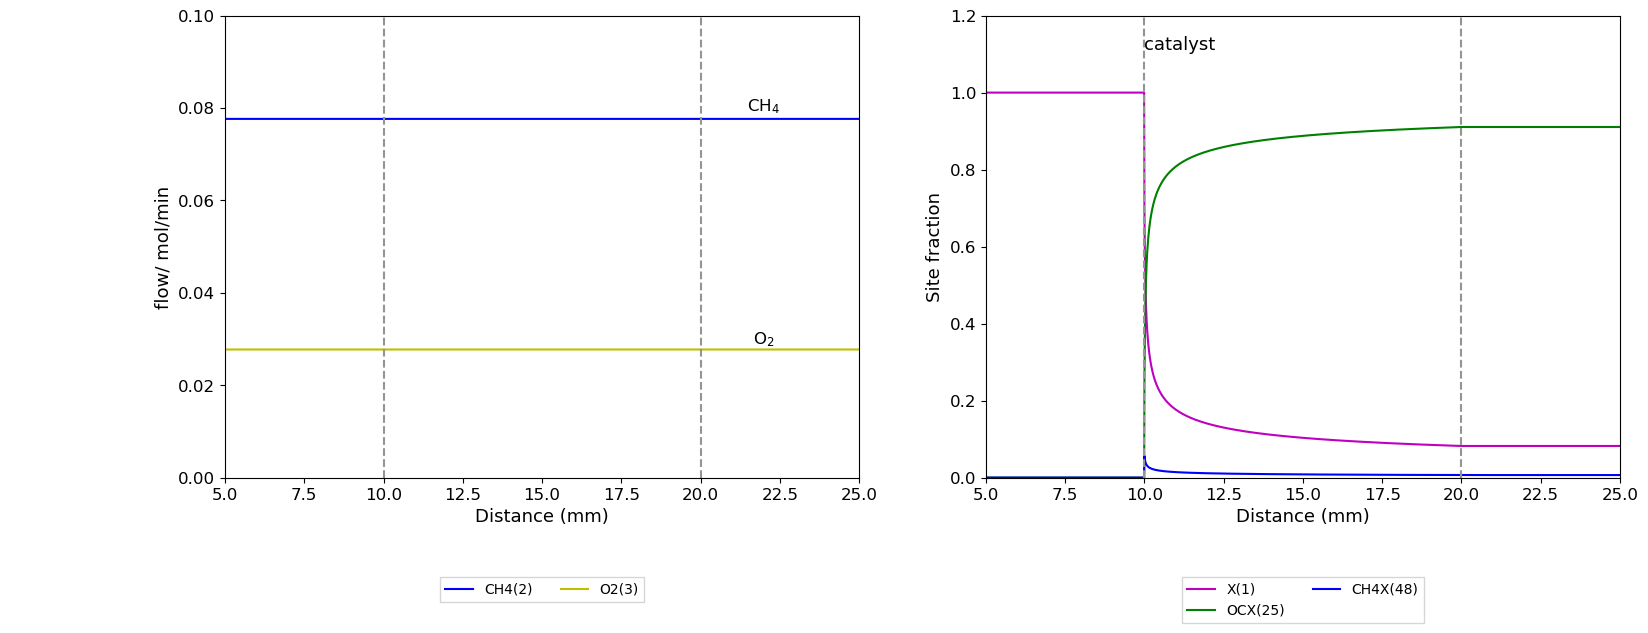 0.10
0.08
0.06
0.04
0.02
0.00
flow/ mol/min
CH₄
O₂
5.0 7.5 10.0 12.5 15.0 17.5 20.0 22.5 25.0
Distance (mm)
CH4(2) O2(3)
1.2
1.0
0.8
0.6
0.4
0.2
0.0
Site fraction
catalyst
5.0 7.5 10.0 12.5 15.0 17.5 20.0 22.5 25.0
Distance (mm)
X(1) CH4X(48)
OCX(25)